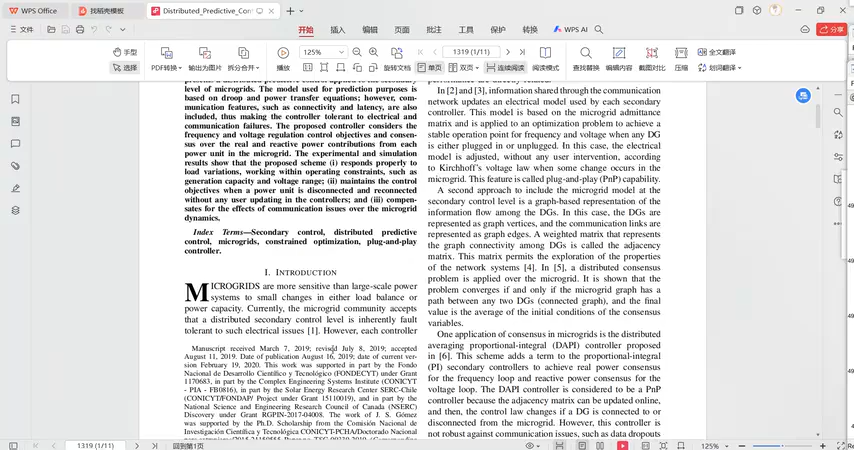 WPS Office
找稻壳模板
Distributed_Predictive_Con
文件
开始
插入
编辑
页面
批注
工具
保护
转换
WPS AI
分享
手型
选择
PDF转换
输出为图片
拆分合并
播放
125%
旋转文档
1319 (1/11)
单页
双页
连续阅读
阅读模式
查找替换
编辑内容
截图对比
压缩
全文翻译
划词翻译
level of microgrids. The model used for prediction purposes is
based on droop and power transfer equations; however, com-
munication features, such as connectivity and latency, are also
included, thus making the controller tolerant to electrical and
communication failures. The proposed controller considers the
frequency and voltage regulation control objectives and consen-
sus over the real and reactive power contributions from each
power unit in the microgrid. The experimental and simulation
results show that the proposed scheme (i) responds properly to
load variations, working within operating constraints, such as
generation capacity and voltage range; (ii) maintains the control
objectives when a power unit is disconnected and reconnected
without any user updating in the controllers; and (iii) compen-
sates for the effects of communication issues over the microgrid
dynamics.
Index Terms—Secondary control, distributed predictive
control, microgrids, constrained optimization, plug-and-play
controller.
I. INTRODUCTION
MICROGRIDS are more sensitive than large-scale power
systems to small changes in either load balance or
power capacity. Currently, the microgrid community accepts
that a distributed secondary control level is inherently fault
tolerant to such electrical issues [1]. However, each controller
Manuscript received March 7, 2019; revised July 8, 2019; accepted
August 11, 2019. Date of publication August 16, 2019; date of current ver-
sion February 19, 2020. This work was supported in part by the Fondo
Nacional de Desarrollo Científico y Tecnológico (FONDECYT) under Grant
1170683, in part by the Complex Engineering Systems Institute (CONICYT
- PIA - FB0816), in part by the Solar Energy Research Center SERC-Chile
(CONICYT/FONDAP/ Project under Grant 15110019), and in part by the
National Science and Engineering Research Council of Canada (NSERC)
Discovery under Grant RGPIN-2017-04008. The work of J. S. Gómez
was supported by the Ph.D. Scholarship from the Comisión Nacional de
Investigación Científica y Tecnológica CONICYT-PCHA/Doctorado Nacional
In [2] and [3], information shared through the communication
network updates an electrical model used by each secondary
controller. This model is based on the microgrid admittance
matrix and is applied to an optimization problem to achieve a
stable operation point for frequency and voltage when any DG
is either plugged in or unplugged. In this case, the electrical
model is adjusted, without any user intervention, according
to Kirchhoff's voltage law when some change occurs in the
microgrid. This feature is called plug-and-play (PnP) capability.
A second approach to include the microgrid model at the
secondary control level is a graph-based representation of the
information flow among the DGs. In this case, the DGs are
represented as graph vertices, and the communication links are
represented as graph edges. A weighted matrix that represents
the graph connectivity among DGs is called the adjacency
matrix. This matrix permits the exploration of the properties
of the network systems [4]. In [5], a distributed consensus
problem is applied over the microgrid. It is shown that the
problem converges if and only if the microgrid graph has a
path between any two DGs (connected graph), and the final
value is the average of the initial conditions of the consensus
variables.
One application of consensus in microgrids is the distributed
averaging proportional-integral (DAPI) controller proposed
in [6]. This scheme adds a term to the proportional-integral
(PI) secondary controllers to achieve real power consensus
for the frequency loop and reactive power consensus for the
voltage loop. The DAPI controller is considered to be a PnP
controller because the adjacency matrix can be updated online,
and then, the control law changes if a DG is connected to or
disconnected from the microgrid. However, this controller is
not robust against communication issues, such as data dropouts
1319 (1/11)
回到第1页
125%